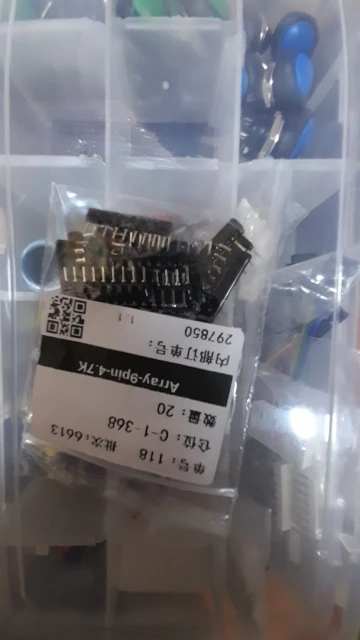 单号：118 批次：6613
仓位：C-1-368
数量：20
Array-9pin-4.7K
内部订单号：
297850